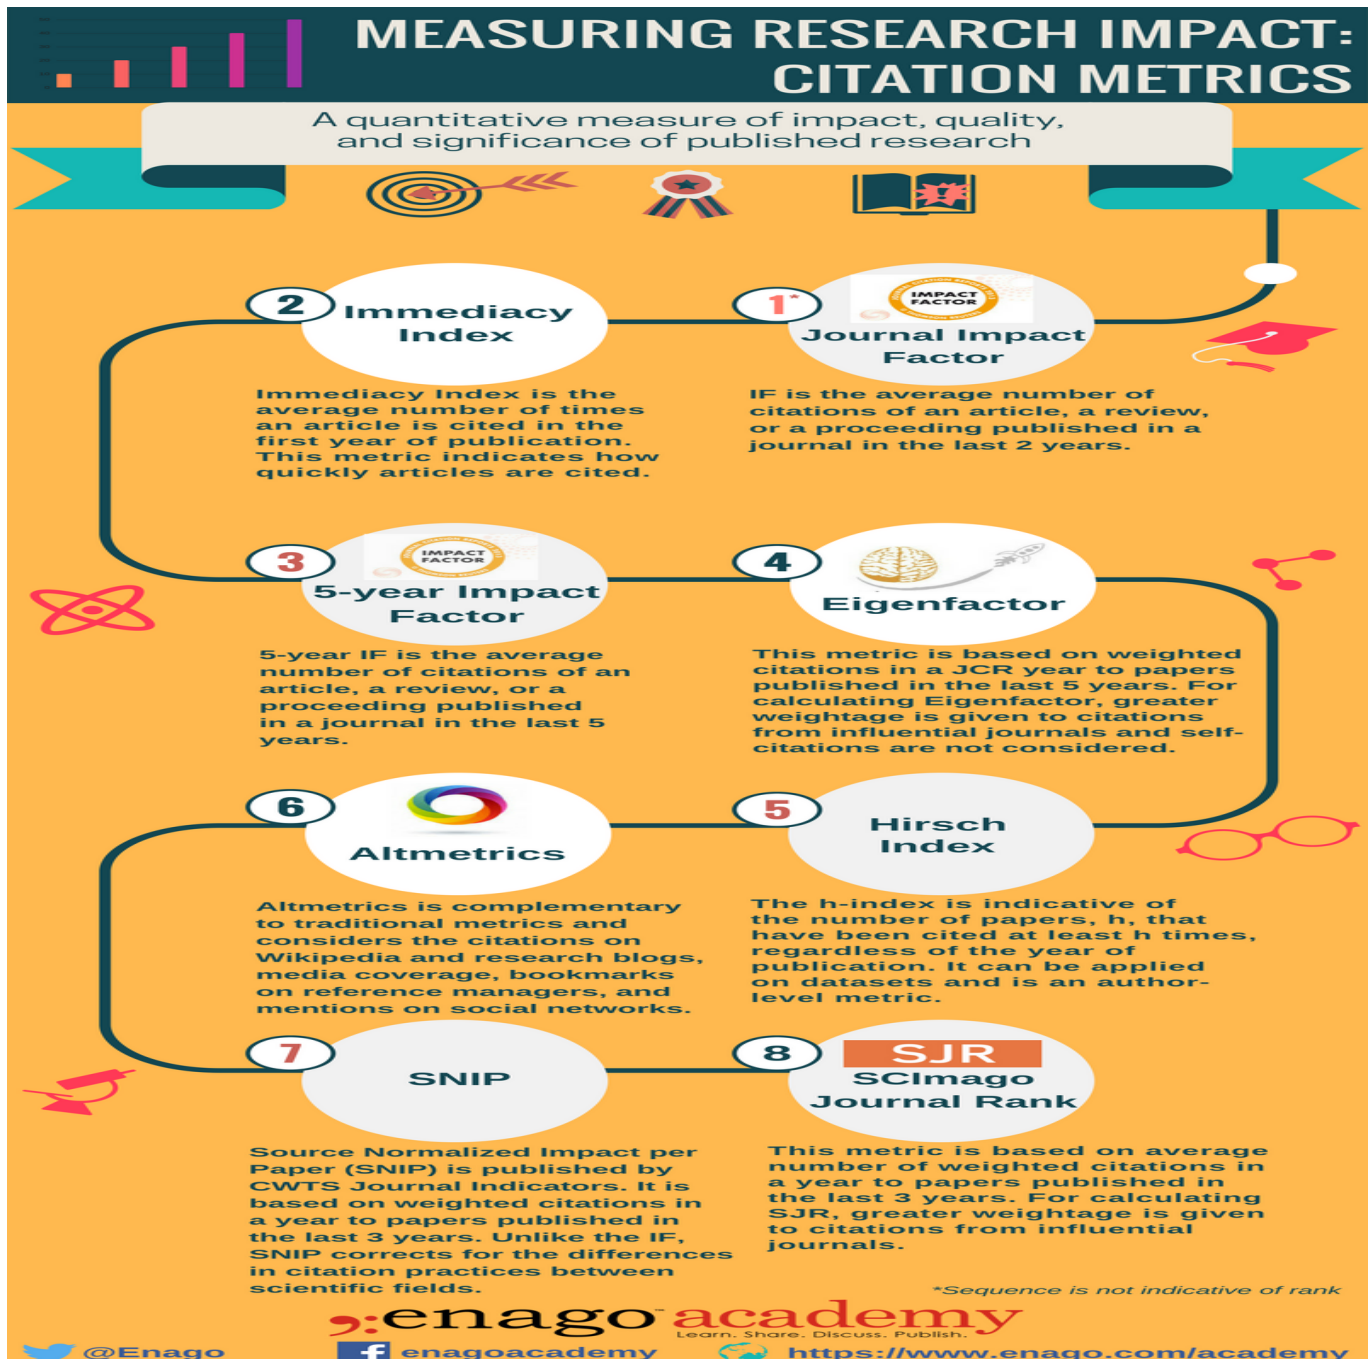 MEASURING RESEARCH IMPACT:
CITATION METRICS
A quantitative measure of impact, quality,
and significance of published research
1*
IMPACT
FACTOR
Journal Impact
Factor
IF is the average number of
citations of an article, a review,
or a proceeding published in a
journal in the last 2 years.
2
Immediacy
Index
Immediacy Index is the
average number of times
an article is cited in the
first year of publication.
This metric indicates how
quickly articles are cited.
3
IMPACT
FACTOR
5-year Impact
Factor
5-year IF is the average
number of citations of an
article, a review, or a
proceeding published
in a journal in the last 5
years.
4
Eigenfactor
This metric is based on weighted
citations in a JCR year to papers
published in the last 5 years. For
calculating Eigenfactor, greater
weightage is given to citations
from influential journals and self-
citations are not considered.
5
Hirsch
Index
The h-index is indicative of
the number of papers, h, that
have been cited at least h times,
regardless of the year of
publication. It can be applied
on datasets and is an author-
level metric.
6
Altmetrics
Altmetrics is complementary
to traditional metrics and
considers the citations on
Wikipedia and research blogs,
media coverage, bookmarks
on reference managers, and
mentions on social networks.
7
SNIP
Source Normalized Impact per
Paper (SNIP) is published by
CWTS Journal Indicators. It is
based on weighted citations in
a year to papers published in
the last 3 years. Unlike the IF,
SNIP corrects for the differences
in citation practices between
scientific fields.
8
SJR
SCImago
Journal Rank
This metric is based on average
number of weighted citations in
a year to papers published in
the last 3 years. For calculating
SJR, greater weightage is given
to citations from influential
journals.
*Sequence is not indicative of rank
enago academy
Learn. Share. Discuss. Publish.
@Enago
enagoacademy
https://www.enago.com/academy